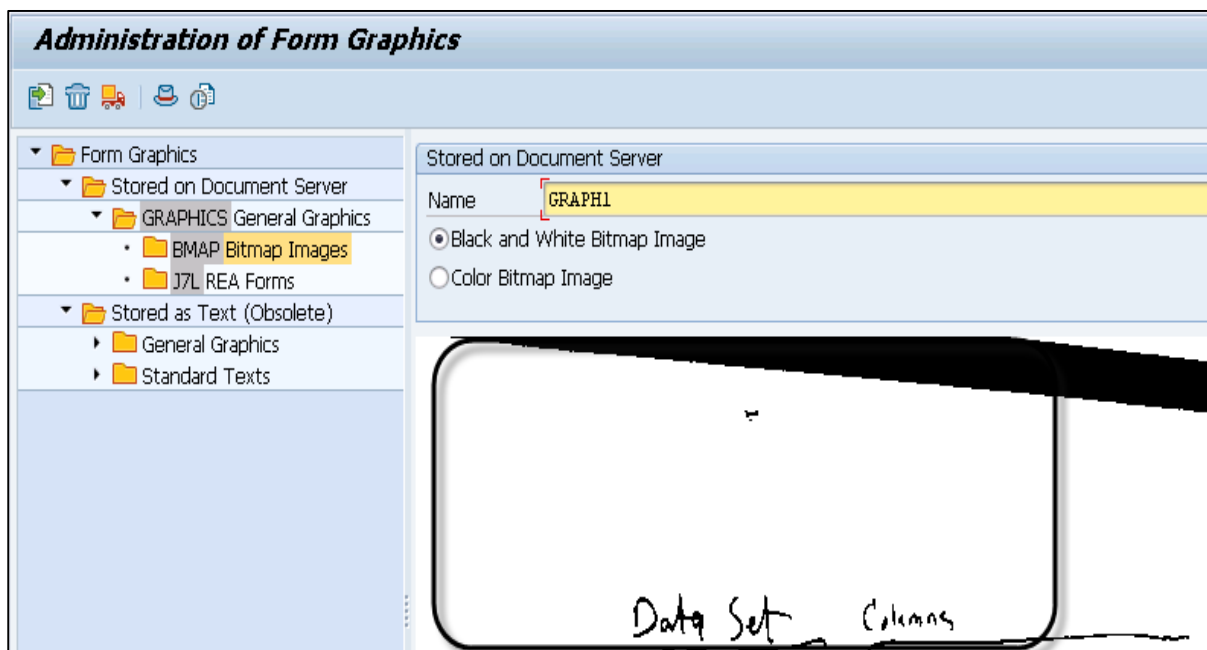 Administration of Form Graphics
Form Graphics
Stored on Document Server
GRAPHICS General Graphics
BMAP Bitmap Images
J7L REA Forms
Stored as Text (Obsolete)
General Graphics
Standard Texts
Stored on Document Server
Name GRAPH1
Black and White Bitmap Image
Color Bitmap Image
Data Set Columns